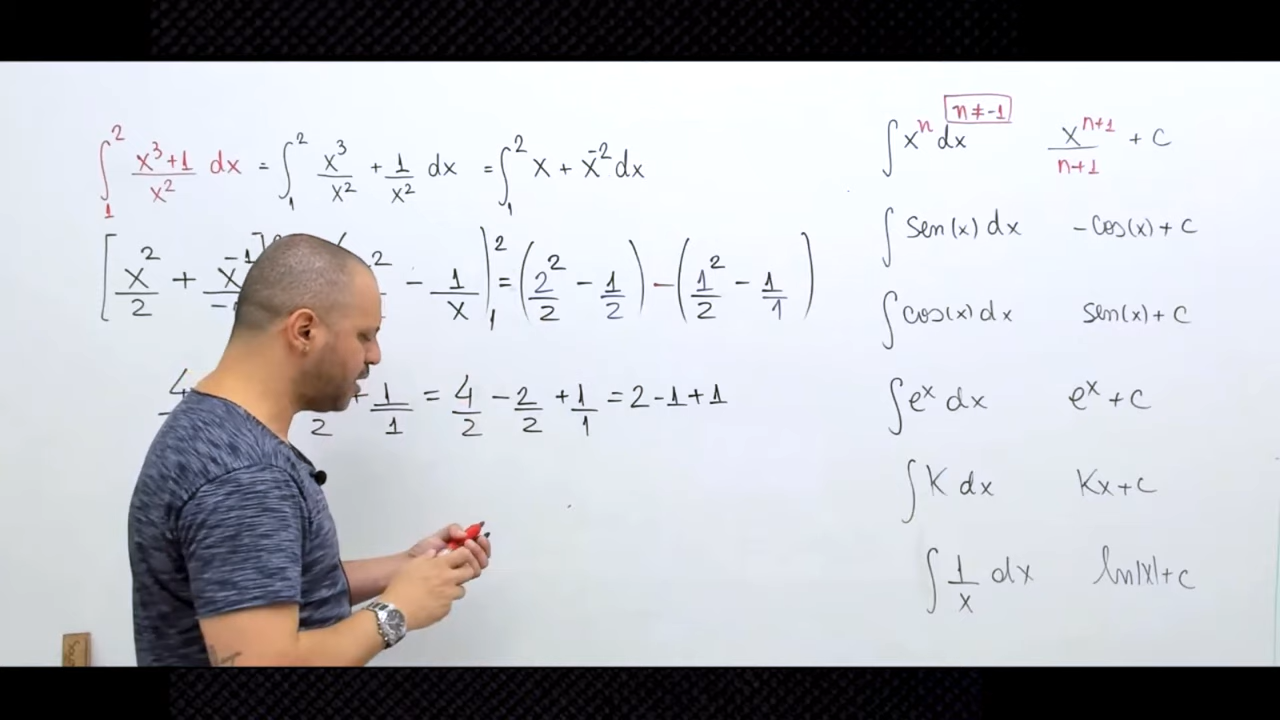 ∫₁² (x³+1)/x² dx = ∫₁² x³/x² + 1/x² dx = ∫₁² x + x⁻² dx
[x²/2 + x⁻¹/ ² - 1/x)₁² = (2²/2 - 1/2) - (1²/2 - 1/1)
4 2 + 1/1 = 4/2 - 2/2 + 1/1 = 2 - 1 + 1
n ≠ -1
∫ xⁿ dx xⁿ⁺¹/n+1 + C
∫ Sen(x) dx -Cos(x) + C
∫ cos(x) dx Sen(x) + C
∫ eˣ dx eˣ + C
∫ K dx Kx + C
∫ 1/x dx ln|x| + C